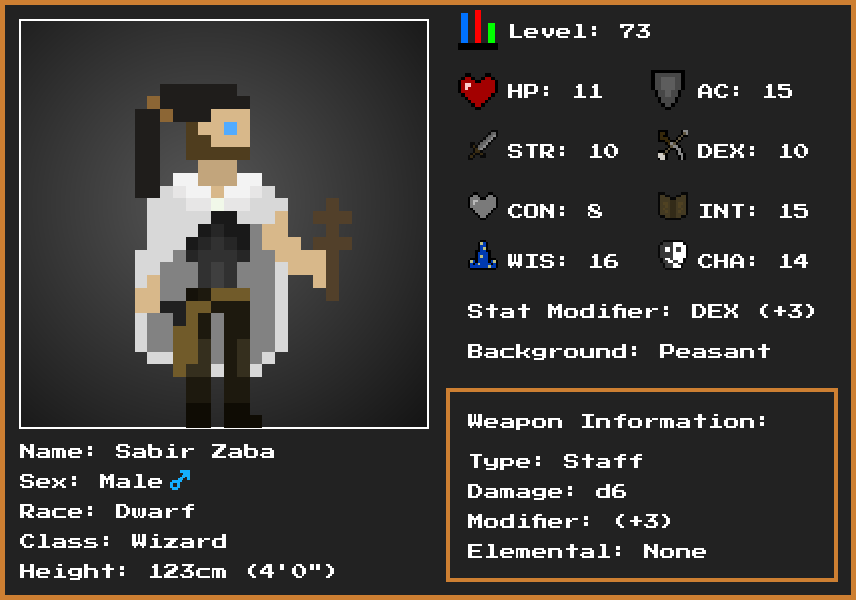 Level: 73
HP: 11 AC: 15
STR: 10 DEX: 10
CON: 8 INT: 15
WIS: 16 CHA: 14
Stat Modifier: DEX (+3)
Background: Peasant
Weapon Information:
Type: Staff
Damage: d6
Modifier: (+3)
Elemental: None
Name: Sabir Zaba
Sex: Male ♂
Race: Dwarf
Class: Wizard
Height: 123cm (4'0")